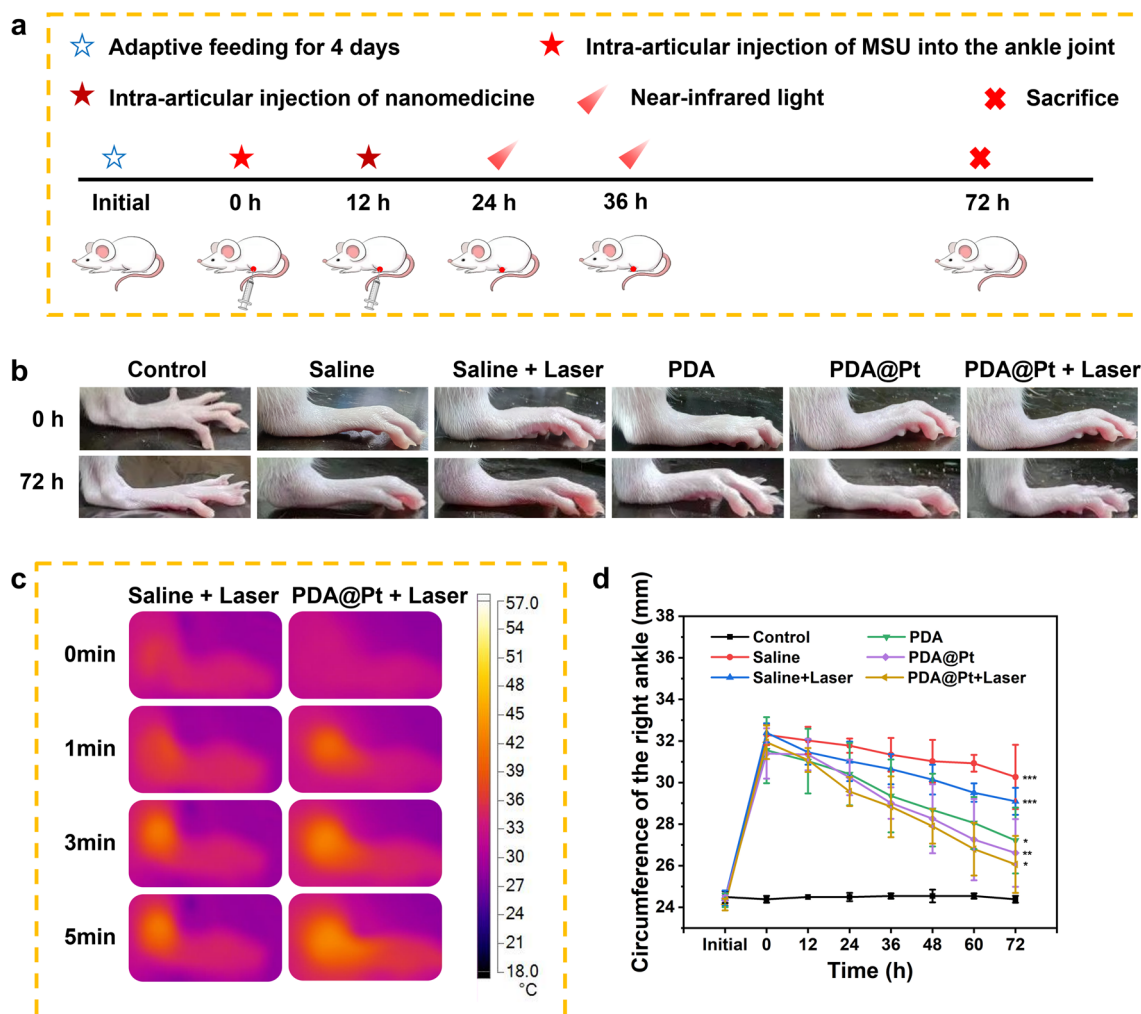 a
Adaptive feeding for 4 days
Intra-articular injection of MSU into the ankle joint
Intra-articular injection of nanomedicine
Near-infrared light
Sacrifice
Initial 0 h 12 h 24 h 36 h 72 h
b
Control Saline Saline + Laser PDA PDA@Pt PDA@Pt + Laser
0 h
72 h
c
Saline + Laser PDA@Pt + Laser
0min
1min
3min
5min
57.0
54
51
48
45
42
39
36
33
30
27
24
21
18.0
°C
d
Circumference of the right ankle (mm)
38
36
34
32
30
28
26
24
Control
Saline
Saline+Laser
PDA
PDA@Pt
PDA@Pt+Laser
***
***
*
**
*
Initial 0 12 24 36 48 60 72
Time (h)